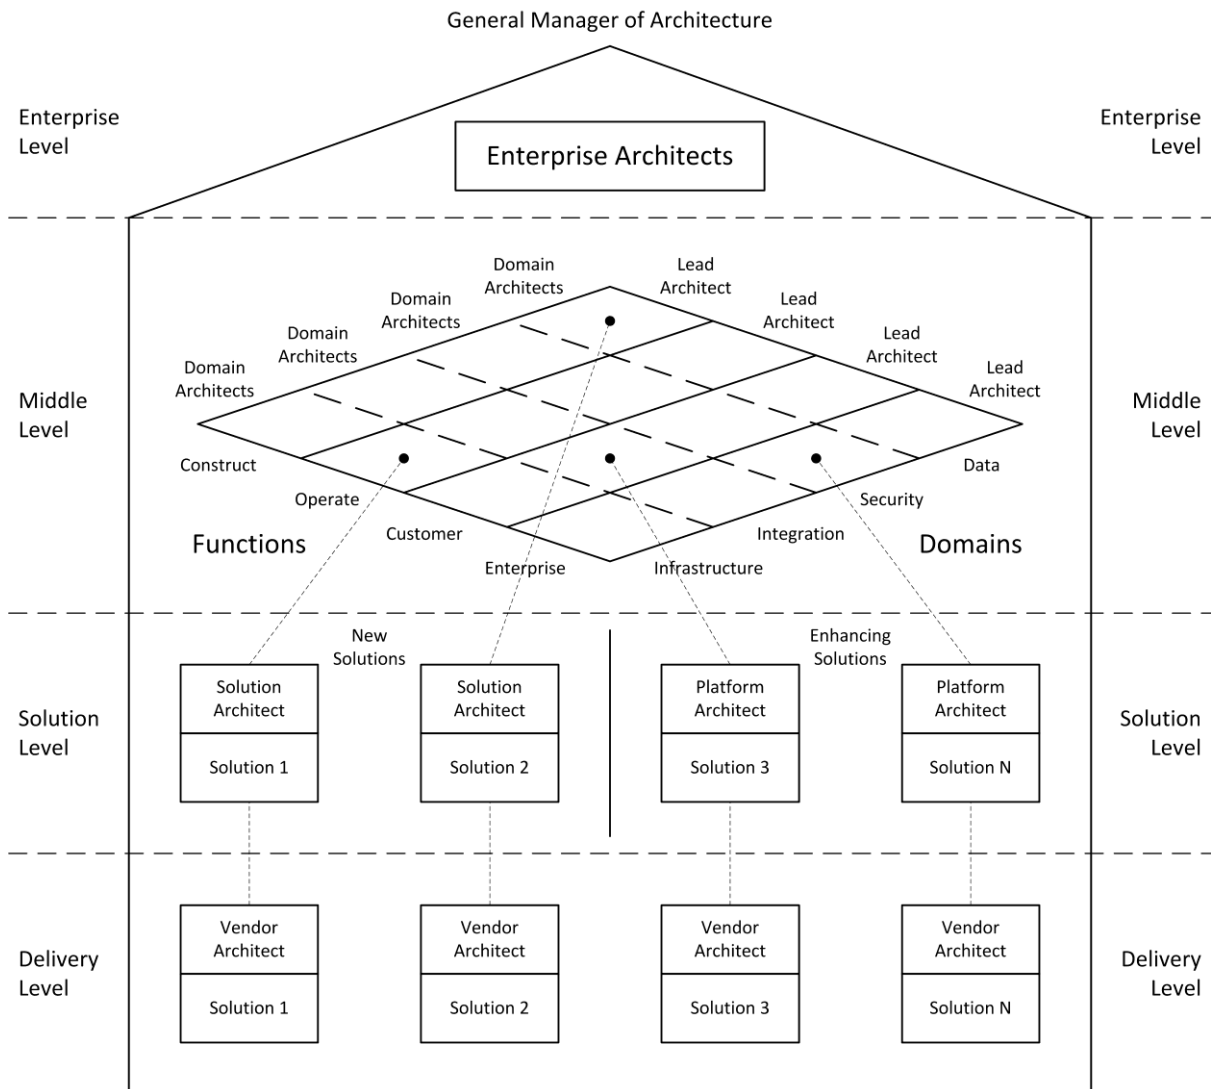 General Manager of Architecture
Enterprise
Level
Enterprise Architects
Enterprise
Level
Domain
Architects
Lead
Architect
Domain
Architects
Lead
Architect
Domain
Architects
Lead
Architect
Domain
Architects
Lead
Architect
Middle
Level
Middle
Level
Construct
Data
Operate
Security
Customer
Integration
Functions
Domains
Enterprise
Infrastructure
New
Solutions
Enhancing
Solutions
Solution
Level
Solution
Architect
Solution 1
Solution
Architect
Solution 2
Platform
Architect
Solution 3
Platform
Architect
Solution N
Solution
Level
Delivery
Level
Vendor
Architect
Solution 1
Vendor
Architect
Solution 2
Vendor
Architect
Solution 3
Vendor
Architect
Solution N
Delivery
Level